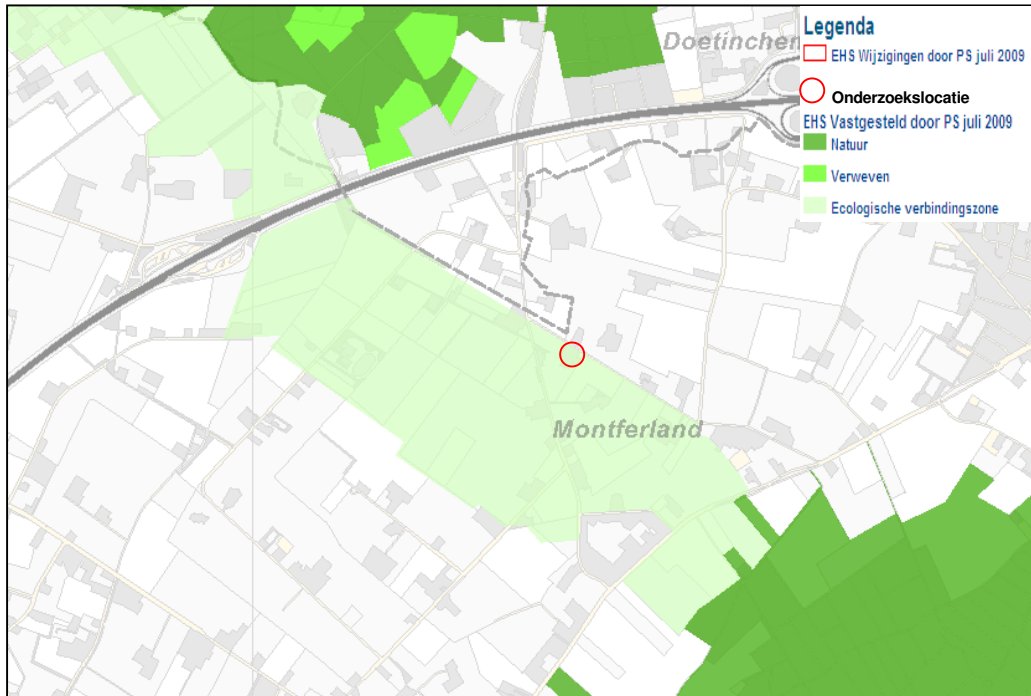 Doetinchem
Legenda
EHS Wijzigingen door PS juli 2009
Onderzoekslocatie
EHS Vastgesteld door PS juli 2009
Natuur
Verweven
Ecologische verbindingszone
Montferland